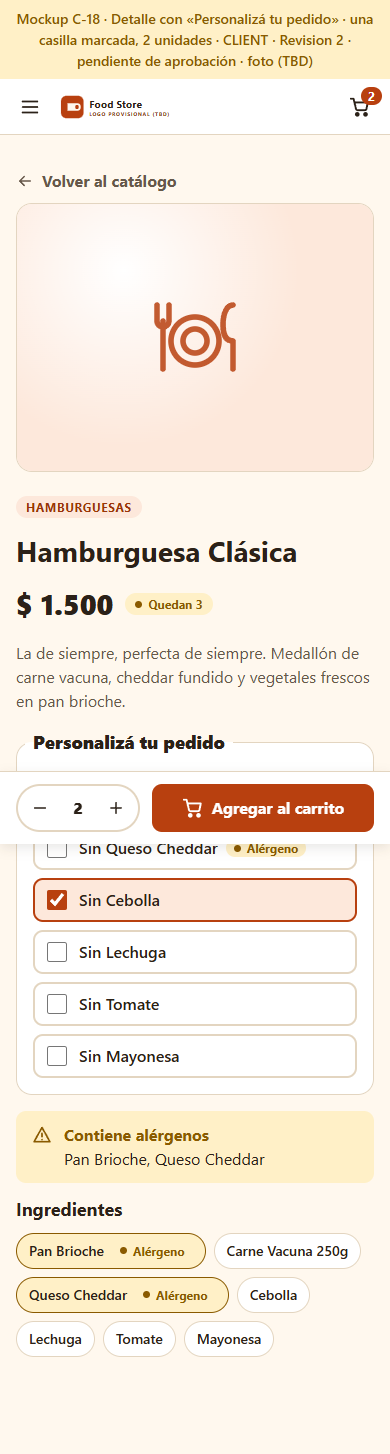 Mockup C-18 · Detalle con «Personalizá tu pedido» · una
casilla marcada, 2 unidades · CLIENT · Revision 2 ·
pendiente de aprobación · foto (TBD)
Food Store
LOGO PROVISIONAL (TBD)
2
Volver al catálogo
HAMBURGUESAS
Hamburguesa Clásica
$ 1.500
Quedan 3
La de siempre, perfecta de siempre. Medallón de
carne vacuna, cheddar fundido y vegetales frescos
en pan brioche.
Personalizá tu pedido
2
Agregar al carrito
Sin Queso Cheddar
Alérgeno
Sin Cebolla
Sin Lechuga
Sin Tomate
Sin Mayonesa
Contiene alérgenos
Pan Brioche, Queso Cheddar
Ingredientes
Pan Brioche
Alérgeno
Carne Vacuna 250g
Queso Cheddar
Alérgeno
Cebolla
Lechuga
Tomate
Mayonesa